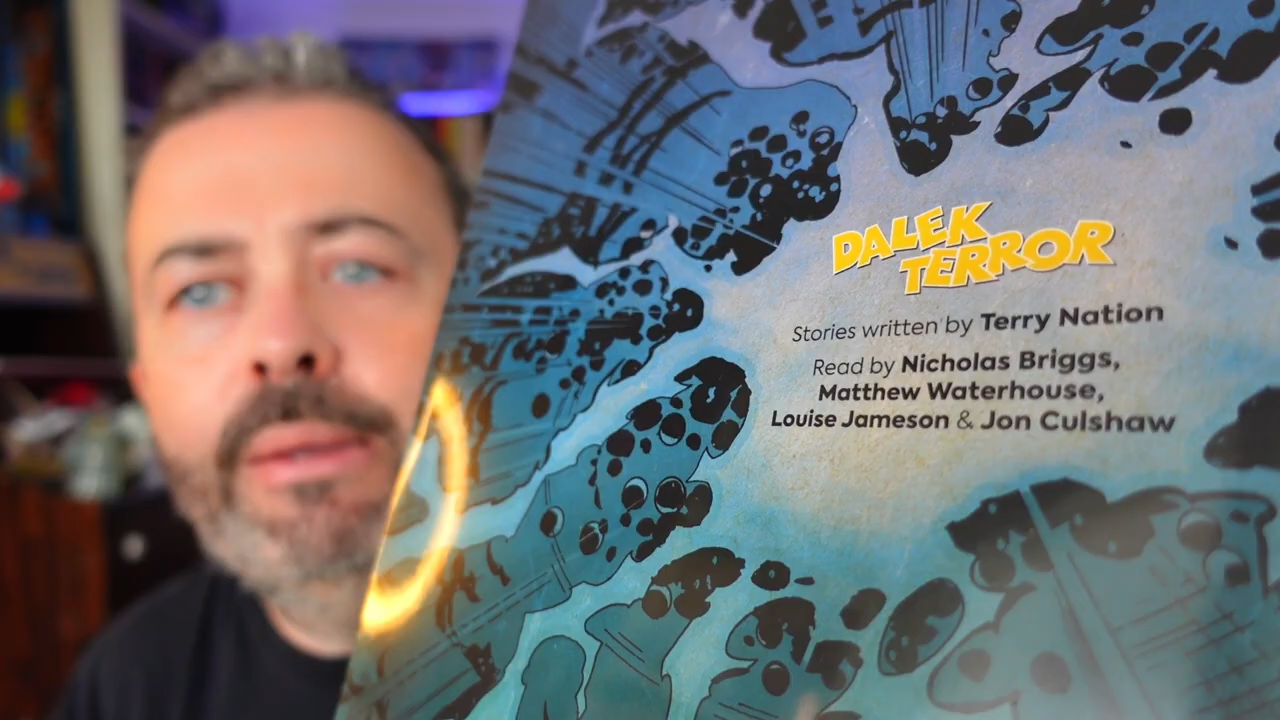 DALEK
TERROR
Stories written by Terry Nation
Read by Nicholas Briggs,
Matthew Waterhouse,
Louise Jameson & Jon Culshaw